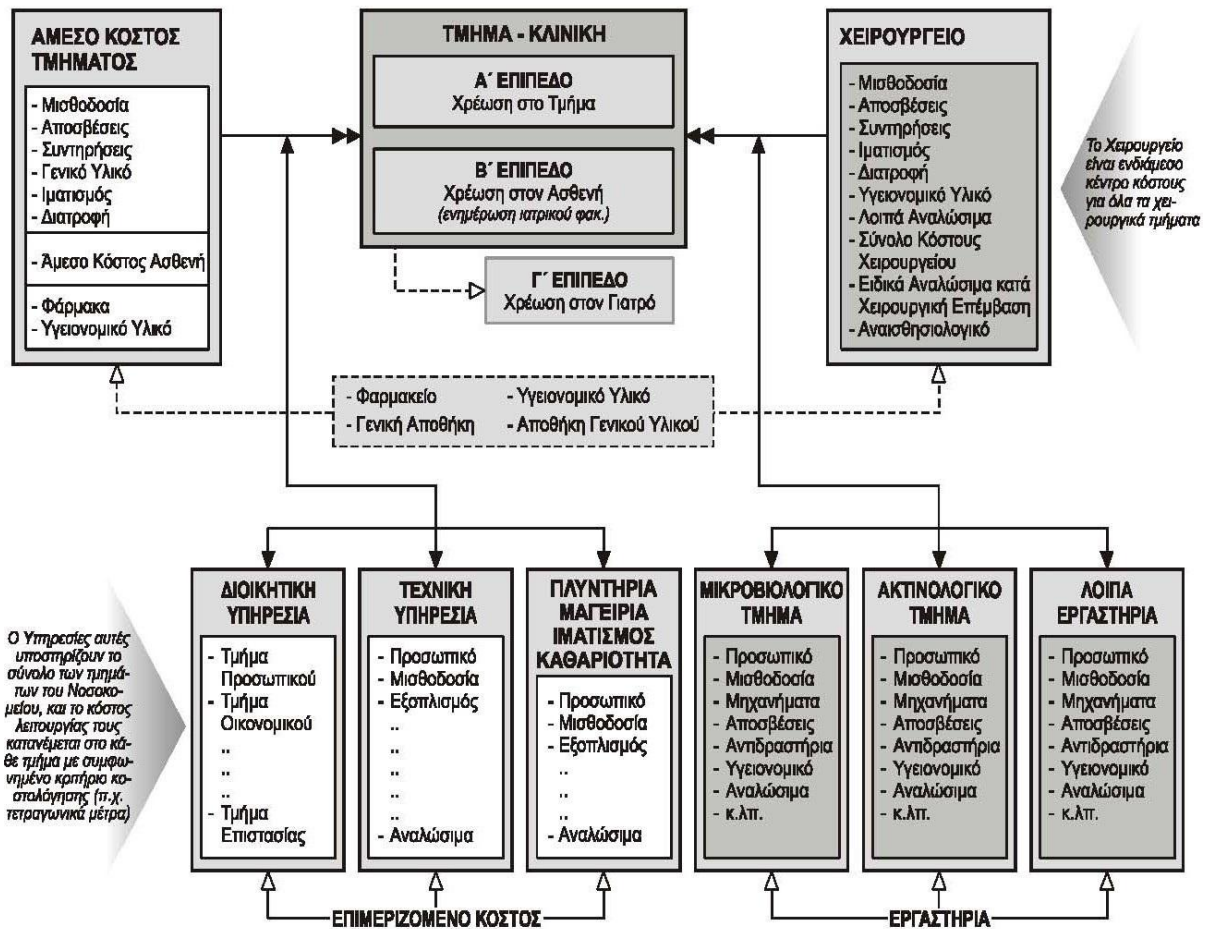 ΑΜΕΣΟ ΚΟΣΤΟΣ
ΤΜΗΜΑΤΟΣ
- Μισθοδοσία
- Αποσβέσεις
- Συντηρήσεις
- Γενικό Υλικό
- Ιματισμός
- Διατροφή
- Άμεσο Κόστος Ασθενή
- Φάρμακα
- Υγειονομικό Υλικό
ΤΜΗΜΑ - ΚΛΙΝΙΚΗ
Α΄ ΕΠΙΠΕΔΟ
Χρέωση στο Τμήμα
Β΄ ΕΠΙΠΕΔΟ
Χρέωση στον Ασθενή
(ενημέρωση ιατρικού φακ.)
Γ΄ ΕΠΙΠΕΔΟ
Χρέωση στον Γιατρό
ΧΕΙΡΟΥΡΓΕΙΟ
- Μισθοδοσία
- Αποσβέσεις
- Συντηρήσεις
- Ιματισμός
- Διατροφή
- Υγειονομικό Υλικό
- Λοιπά Αναλώσιμα
- Σύνολο Κόστους
Χειρουργείου
- Ειδικά Αναλώσιμα κατά
Χειρουργική Επέμβαση
- Αναισθησιολογικό
Το Χειρουργείο
είναι ενδιάμεσο
κέντρο κόστους
για όλα τα χει-
ρουργικά τμήματα
- Φαρμακείο
- Γενική Αποθήκη
- Υγειονομικό Υλικό
- Αποθήκη Γενικού Υλικού
Ο Υπηρεσίες αυτές
υποστηρίζουν το
σύνολο των τμημά-
των του Νοσοκο-
μείου, και το κόστος
λειτουργίας τους
κατανέμεται στο κά-
θε τμήμα με συμφω-
νημένο κριτήριο κο-
στολόγησης (π.χ.
τετραγωνικά μέτρα)
ΔΙΟΙΚΗΤΙΚΗ
ΥΠΗΡΕΣΙΑ
- Τμήμα
Προσωπικού
- Τμήμα
Οικονομικού
..
..
..
..
- Τμήμα
Επιστασίας
ΤΕΧΝΙΚΗ
ΥΠΗΡΕΣΙΑ
- Προσωπικό
- Μισθοδοσία
- Εξοπλισμός
..
..
..
..
..
- Αναλώσιμα
ΠΛΥΝΤΗΡΙΑ
ΜΑΓΕΙΡΙΑ
ΙΜΑΤΙΣΜΟΣ
ΚΑΘΑΡΙΟΤΗΤΑ
- Προσωπικό
- Μισθοδοσία
- Εξοπλισμός
..
..
..
- Αναλώσιμα
ΜΙΚΡΟΒΙΟΛΟΓΙΚΟ
ΤΜΗΜΑ
- Προσωπικό
- Μισθοδοσία
- Μηχανήματα
- Αποσβέσεις
- Αντιδραστήρια
- Υγειονομικό
- Αναλώσιμα
- κ.λπ.
ΑΚΤΙΝΟΛΟΓΙΚΟ
ΤΜΗΜΑ
- Προσωπικό
- Μισθοδοσία
- Μηχανήματα
- Αποσβέσεις
- Αντιδραστήρια
- Υγειονομικό
- Αναλώσιμα
- κ.λπ.
ΛΟΙΠΑ
ΕΡΓΑΣΤΗΡΙΑ
- Προσωπικό
- Μισθοδοσία
- Μηχανήματα
- Αποσβέσεις
- Αντιδραστήρια
- Υγειονομικό
- Αναλώσιμα
- κ.λπ.
ΕΠΙΜΕΡΙΖΟΜΕΝΟ ΚΟΣΤΟΣ
ΕΡΓΑΣΤΗΡΙΑ